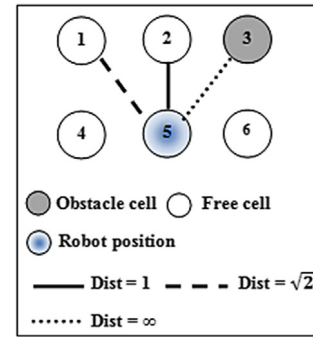 1 2 3
4 5 6
Obstacle cell Free cell
Robot position
Dist = 1 Dist = √2
Dist = ∞